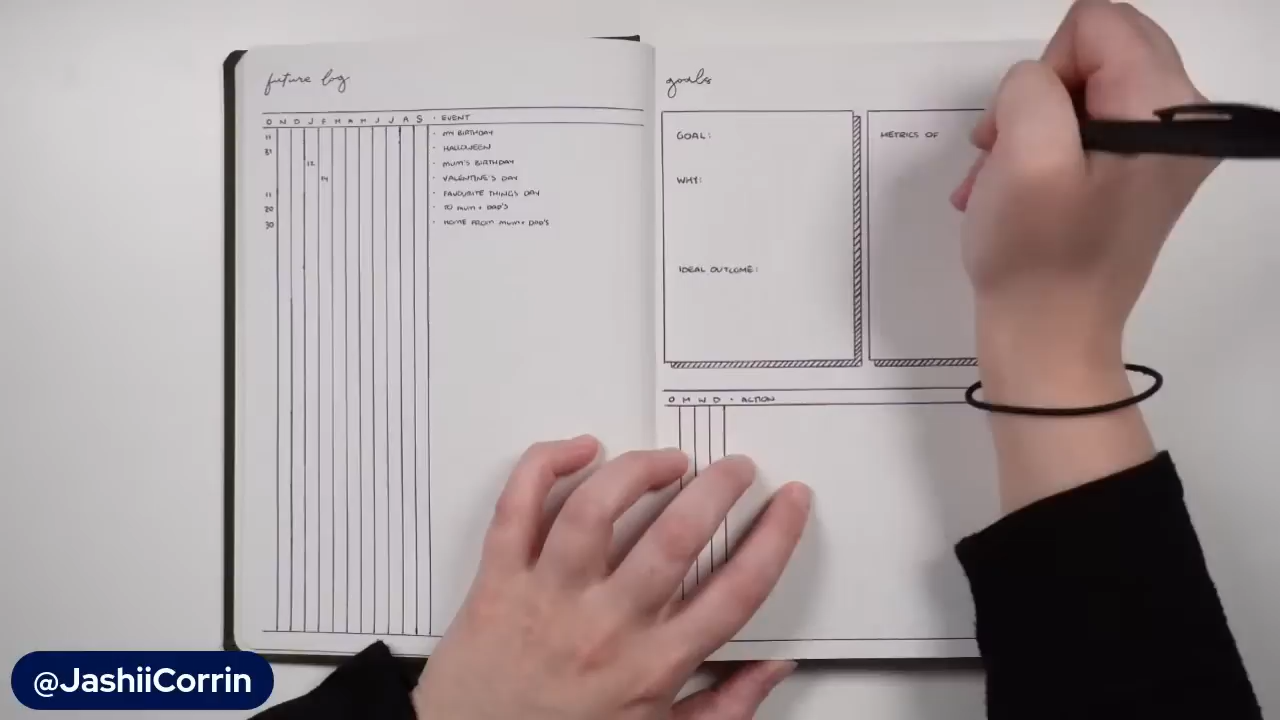 future log
O N D J F M A M J J A S · EVENT
11 · MY BIRTHDAY
31 · HALLOWEEN
12 · MUM'S BIRTHDAY
14 · VALENTINE'S DAY
11 · FAVOURITE THINGS DAY
20 · TO MUM + DAD'S
30 · HOME FROM MUM + DAD'S
goals
GOAL:
WHY:
IDEAL OUTCOME:
METRICS OF
D M W D · ACTION
@JashiiCorrin